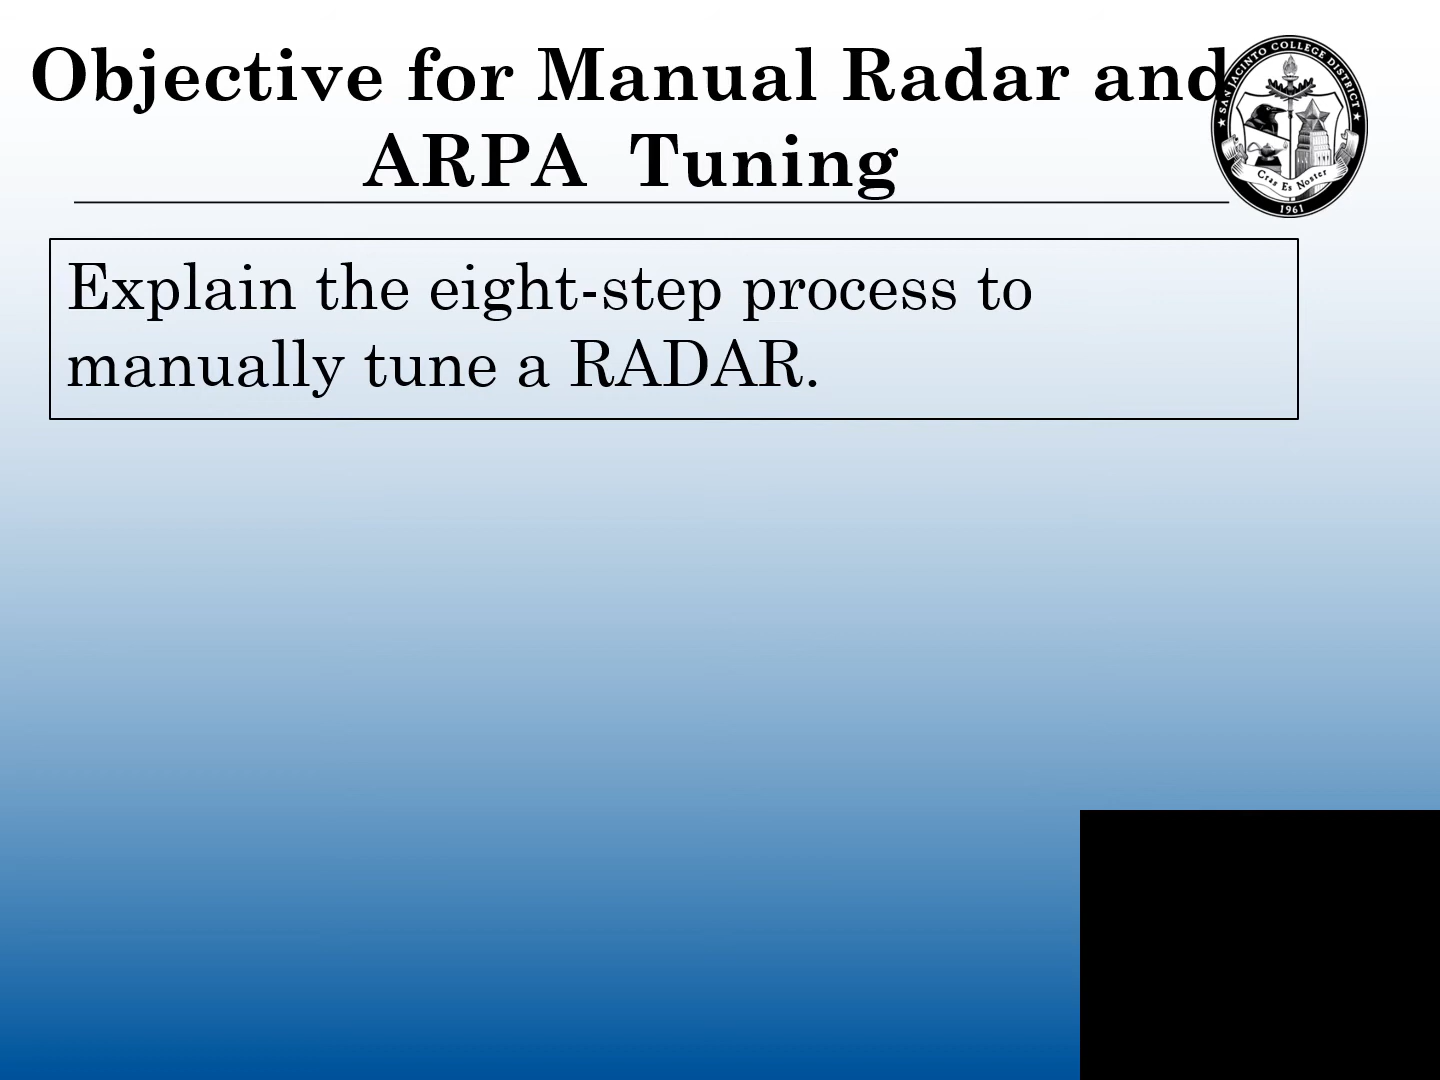 Objective for Manual Radar and
ARPA Tuning
SAN JACINTO COLLEGE DISTRICT
Cras Es Noster
1961
Explain the eight-step process to
manually tune a RADAR.